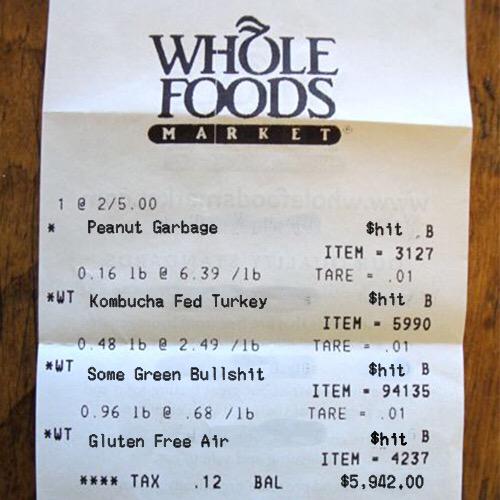 WHOLE
FOODS
MARKET®
1 @ 2/5.00
* Peanut Garbage $hit B
ITEM = 3127
0.16 lb @ 6.39 /lb TARE = .01
*WT Kombucha Fed Turkey $hit B
ITEM = 5990
0.48 lb @ 2.49 /lb TARE = .01
*WT Some Green Bullshit $hit B
ITEM = 94135
0.96 lb @ .68 /lb TARE = .01
*WT Gluten Free Air $hit B
ITEM = 4237
**** TAX .12 BAL $5,942.00